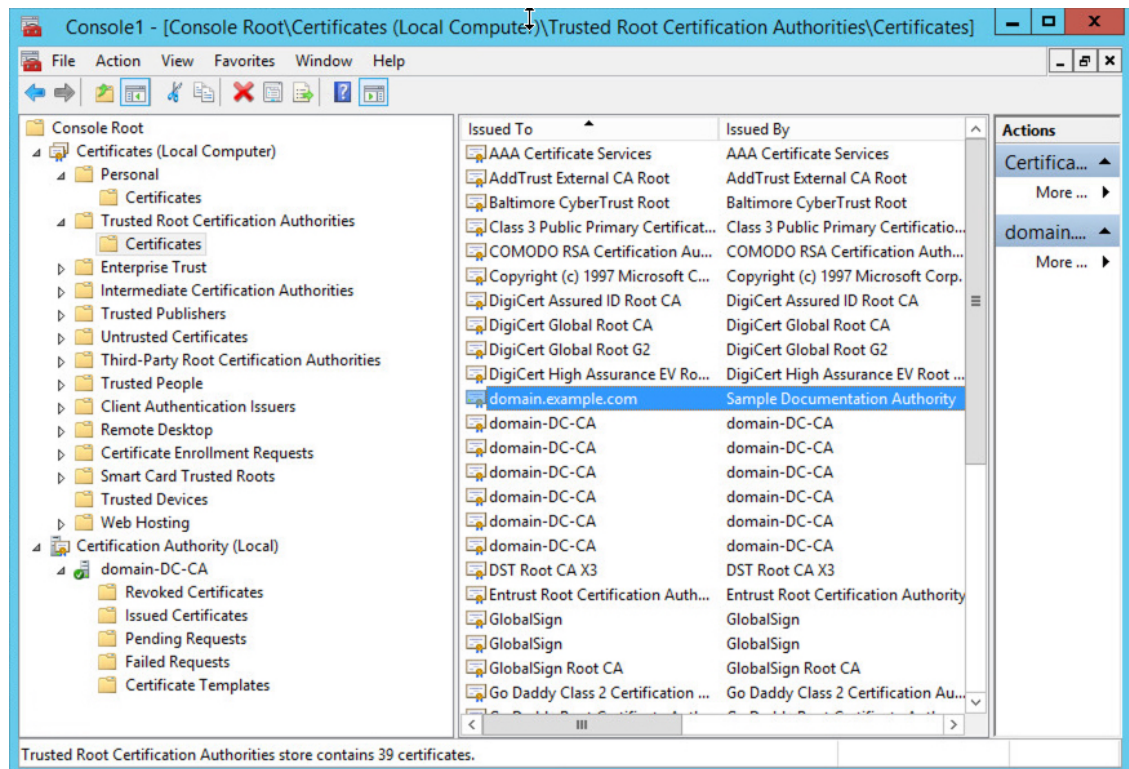 Console1 - [Console Root\Certificates (Local Computer)\Trusted Root Certification Authorities\Certificates]
File Action View Favorites Window Help
Console Root
Certificates (Local Computer)
Personal
Certificates
Trusted Root Certification Authorities
Certificates
Enterprise Trust
Intermediate Certification Authorities
Trusted Publishers
Untrusted Certificates
Third-Party Root Certification Authorities
Trusted People
Client Authentication Issuers
Remote Desktop
Certificate Enrollment Requests
Smart Card Trusted Roots
Trusted Devices
Web Hosting
Certification Authority (Local)
domain-DC-CA
Revoked Certificates
Issued Certificates
Pending Requests
Failed Requests
Certificate Templates
Issued To Issued By
AAA Certificate Services AAA Certificate Services
AddTrust External CA Root AddTrust External CA Root
Baltimore CyberTrust Root Baltimore CyberTrust Root
Class 3 Public Primary Certificat... Class 3 Public Primary Certificatio...
COMODO RSA Certification Au... COMODO RSA Certification Auth...
Copyright (c) 1997 Microsoft C... Copyright (c) 1997 Microsoft Corp.
DigiCert Assured ID Root CA DigiCert Assured ID Root CA
DigiCert Global Root CA DigiCert Global Root CA
DigiCert Global Root G2 DigiCert Global Root G2
DigiCert High Assurance EV Ro... DigiCert High Assurance EV Root ...
domain.example.com Sample Documentation Authority
domain-DC-CA domain-DC-CA
domain-DC-CA domain-DC-CA
domain-DC-CA domain-DC-CA
domain-DC-CA domain-DC-CA
domain-DC-CA domain-DC-CA
domain-DC-CA domain-DC-CA
DST Root CA X3 DST Root CA X3
Entrust Root Certification Auth... Entrust Root Certification Authority
GlobalSign GlobalSign
GlobalSign GlobalSign
GlobalSign Root CA GlobalSign Root CA
Go Daddy Class 2 Certification ... Go Daddy Class 2 Certification Au...
Actions
Certifica...
More ...
domain....
More ...
Trusted Root Certification Authorities store contains 39 certificates.